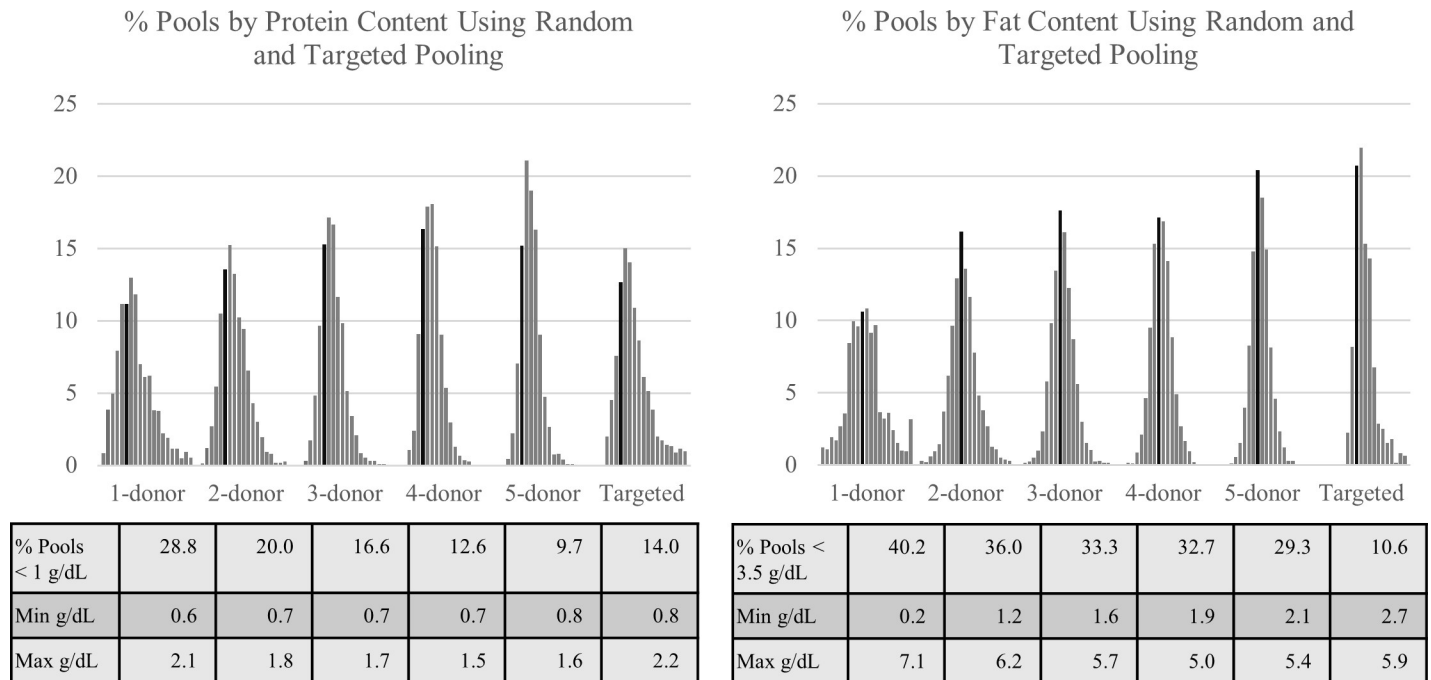 % Pools by Protein Content Using Random
and Targeted Pooling
25
20
15
10
5
0
1-donor 2-donor 3-donor 4-donor 5-donor Targeted
% Pools
< 1 g/dL 28.8 20.0 16.6 12.6 9.7 14.0
Min g/dL 0.6 0.7 0.7 0.7 0.8 0.8
Max g/dL 2.1 1.8 1.7 1.5 1.6 2.2
% Pools by Fat Content Using Random and
Targeted Pooling
25
20
15
10
5
0
1-donor 2-donor 3-donor 4-donor 5-donor Targeted
% Pools <
3.5 g/dL 40.2 36.0 33.3 32.7 29.3 10.6
Min g/dL 0.2 1.2 1.6 1.9 2.1 2.7
Max g/dL 7.1 6.2 5.7 5.0 5.4 5.9